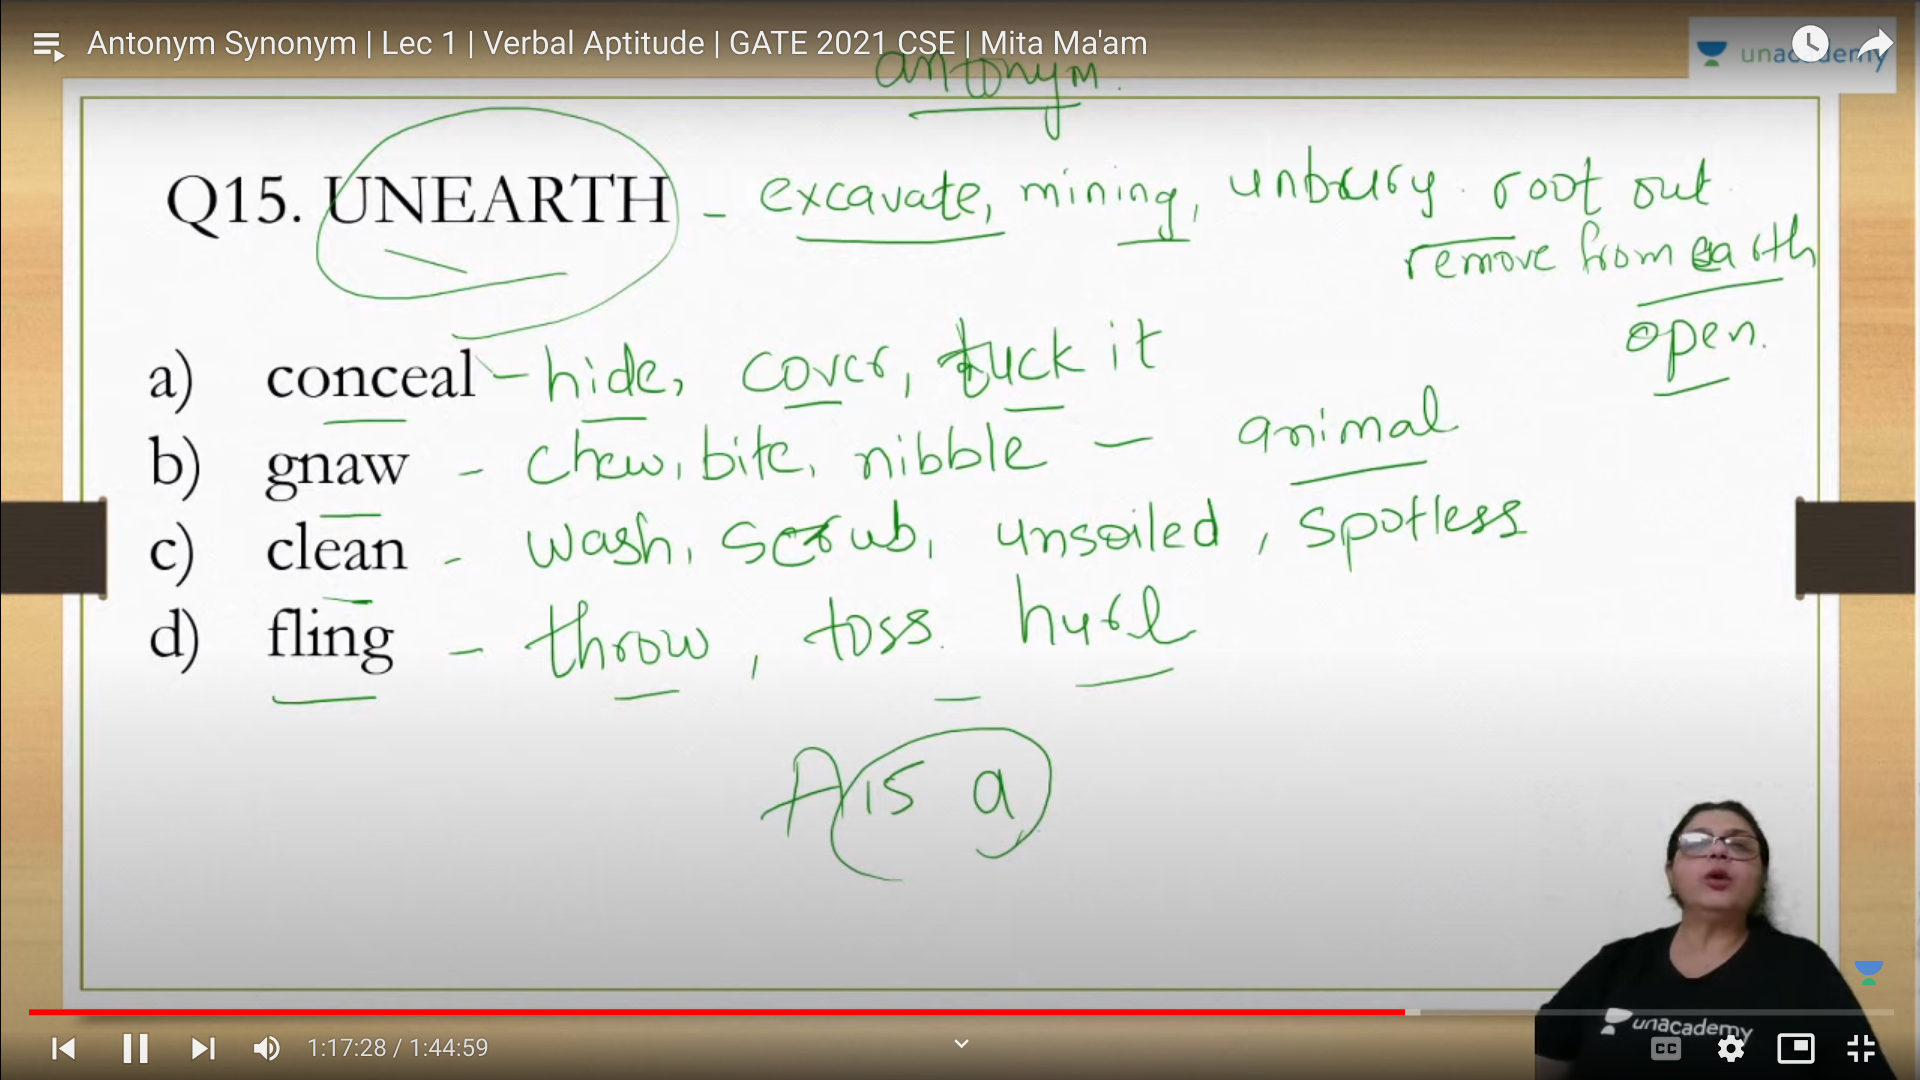 Antonym Synonym | Lec 1 | Verbal Aptitude | GATE 2021 CSE | Mita Ma'am
unacademy
antonym.
Q15. UNEARTH - excavate, mining, unbury. root out
remove from earth
open.
a) conceal - hide, cover, tuck it
b) gnaw - chew, bite, nibble - animal
c) clean - wash, scrub, unsoiled, spotless
d) fling - throw, toss. hurl
A is a
unacademy
1:17:28 / 1:44:59
CC